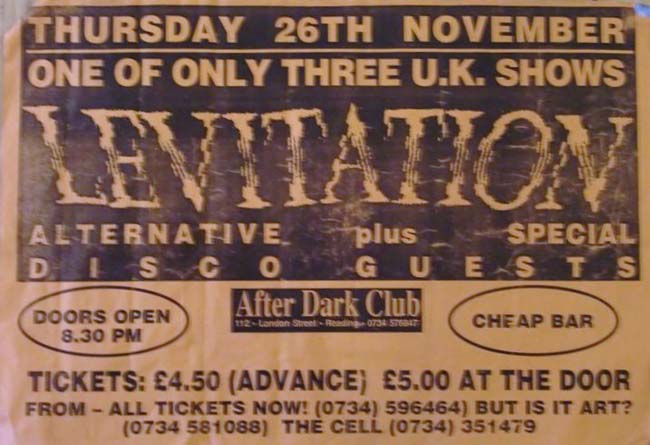 THURSDAY 26TH NOVEMBER
ONE OF ONLY THREE U.K. SHOWS
LEVITATION
ALTERNATIVE plus SPECIAL
DISCO GUESTS
DOORS OPEN
8.30 PM
After Dark Club
112 - London Street - Reading - 0734 576847
CHEAP BAR
TICKETS: £4.50 (ADVANCE) £5.00 AT THE DOOR
FROM – ALL TICKETS NOW! (0734) 596464) BUT IS IT ART?
(0734 581088) THE CELL (0734) 351479